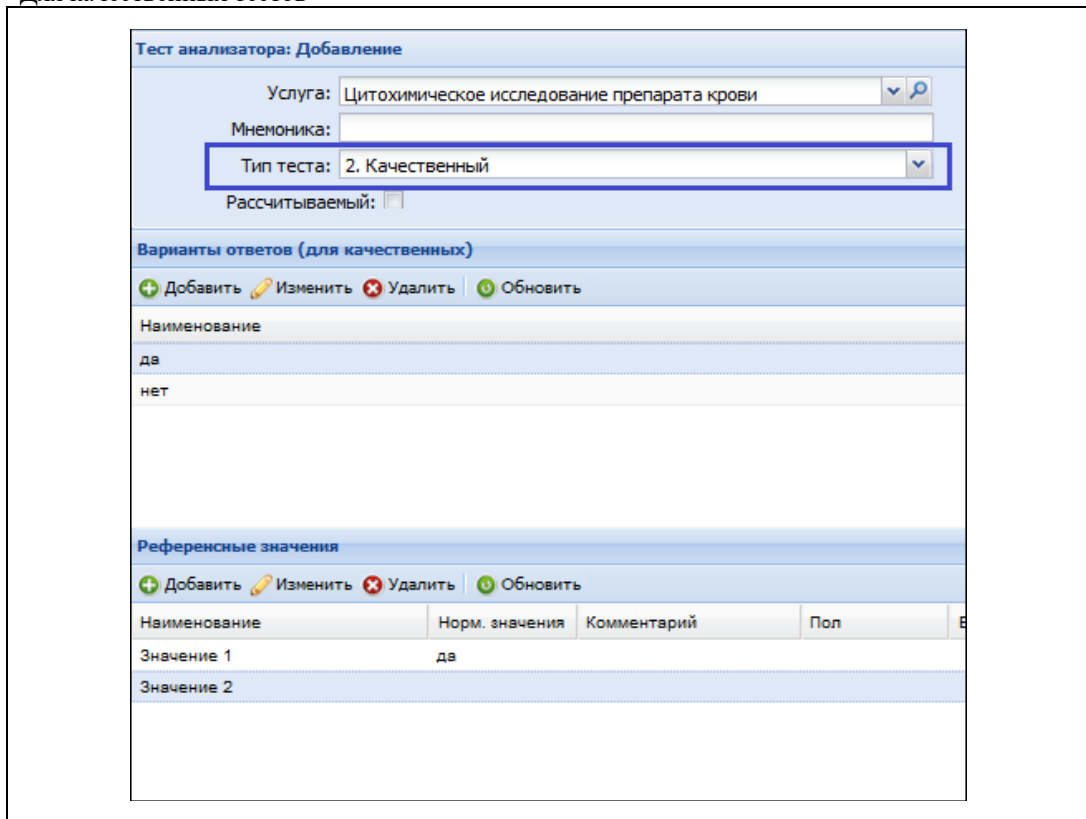 Тест анализатора: Добавление
Услуга: Цитохимическое исследование препарата крови
Мнемоника:
Тип теста: 2. Качественный
Рассчитываемый:
Варианты ответов (для качественных)
Добавить Изменить Удалить Обновить
Наименование
да
нет
Референсные значения
Добавить Изменить Удалить Обновить
Наименование Норм. значения Комментарий Пол
Значение 1 да
Значение 2